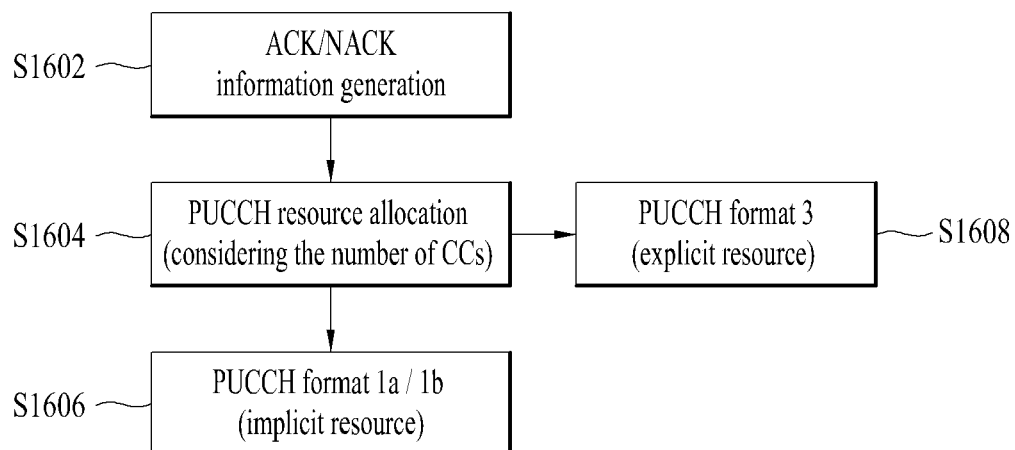 S1602
ACK/NACK
information generation
S1604
PUCCH resource allocation
(considering the number of CCs)
PUCCH format 3
(explicit resource)
S1608
S1606
PUCCH format 1a / 1b
(implicit resource)